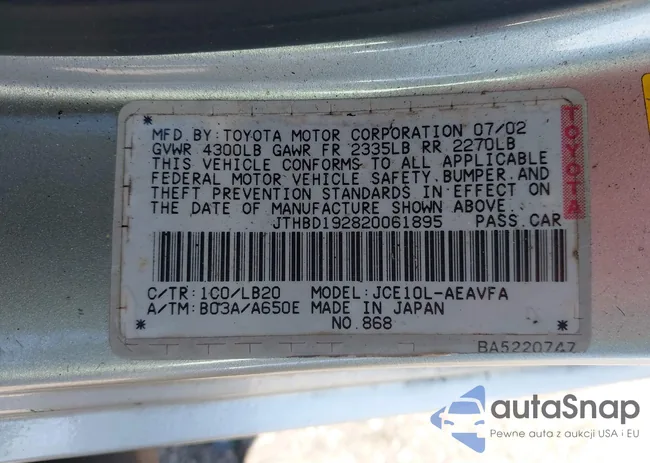 MFD. BY: TOYOTA MOTOR CORPORATION 07/02
GVWR 4300LB GAWR FR 2335LB RR 2270LB
THIS VEHICLE CONFORMS TO ALL APPLICABLE
FEDERAL MOTOR VEHICLE SAFETY, BUMPER, AND
THEFT PREVENTION STANDARDS IN EFFECT ON
THE DATE OF MANUFACTURE SHOWN ABOVE.
JTHBD192820061895 PASS. CAR
TOYOTA
C/TR: 1C0/LB20 MODEL: JCE10L-AEAVFA
A/TM: B03A/A650E MADE IN JAPAN
* NO. 868 *
BA5220747
autaSnap
Pewne auta z aukcji USA i EU